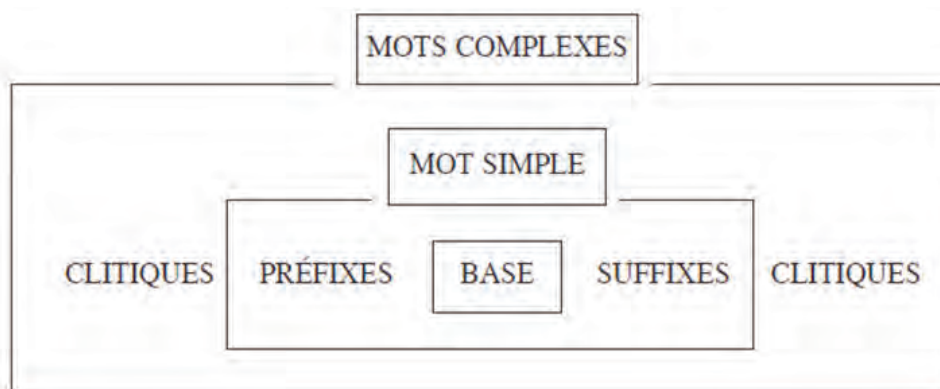 MOTS COMPLEXES
MOT SIMPLE
CLITIQUES PRÉFIXES BASE SUFFIXES CLITIQUES